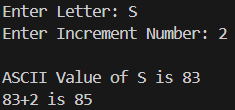 Enter Letter: S
Enter Increment Number: 2
ASCII Value of S is 83
83+2 is 85